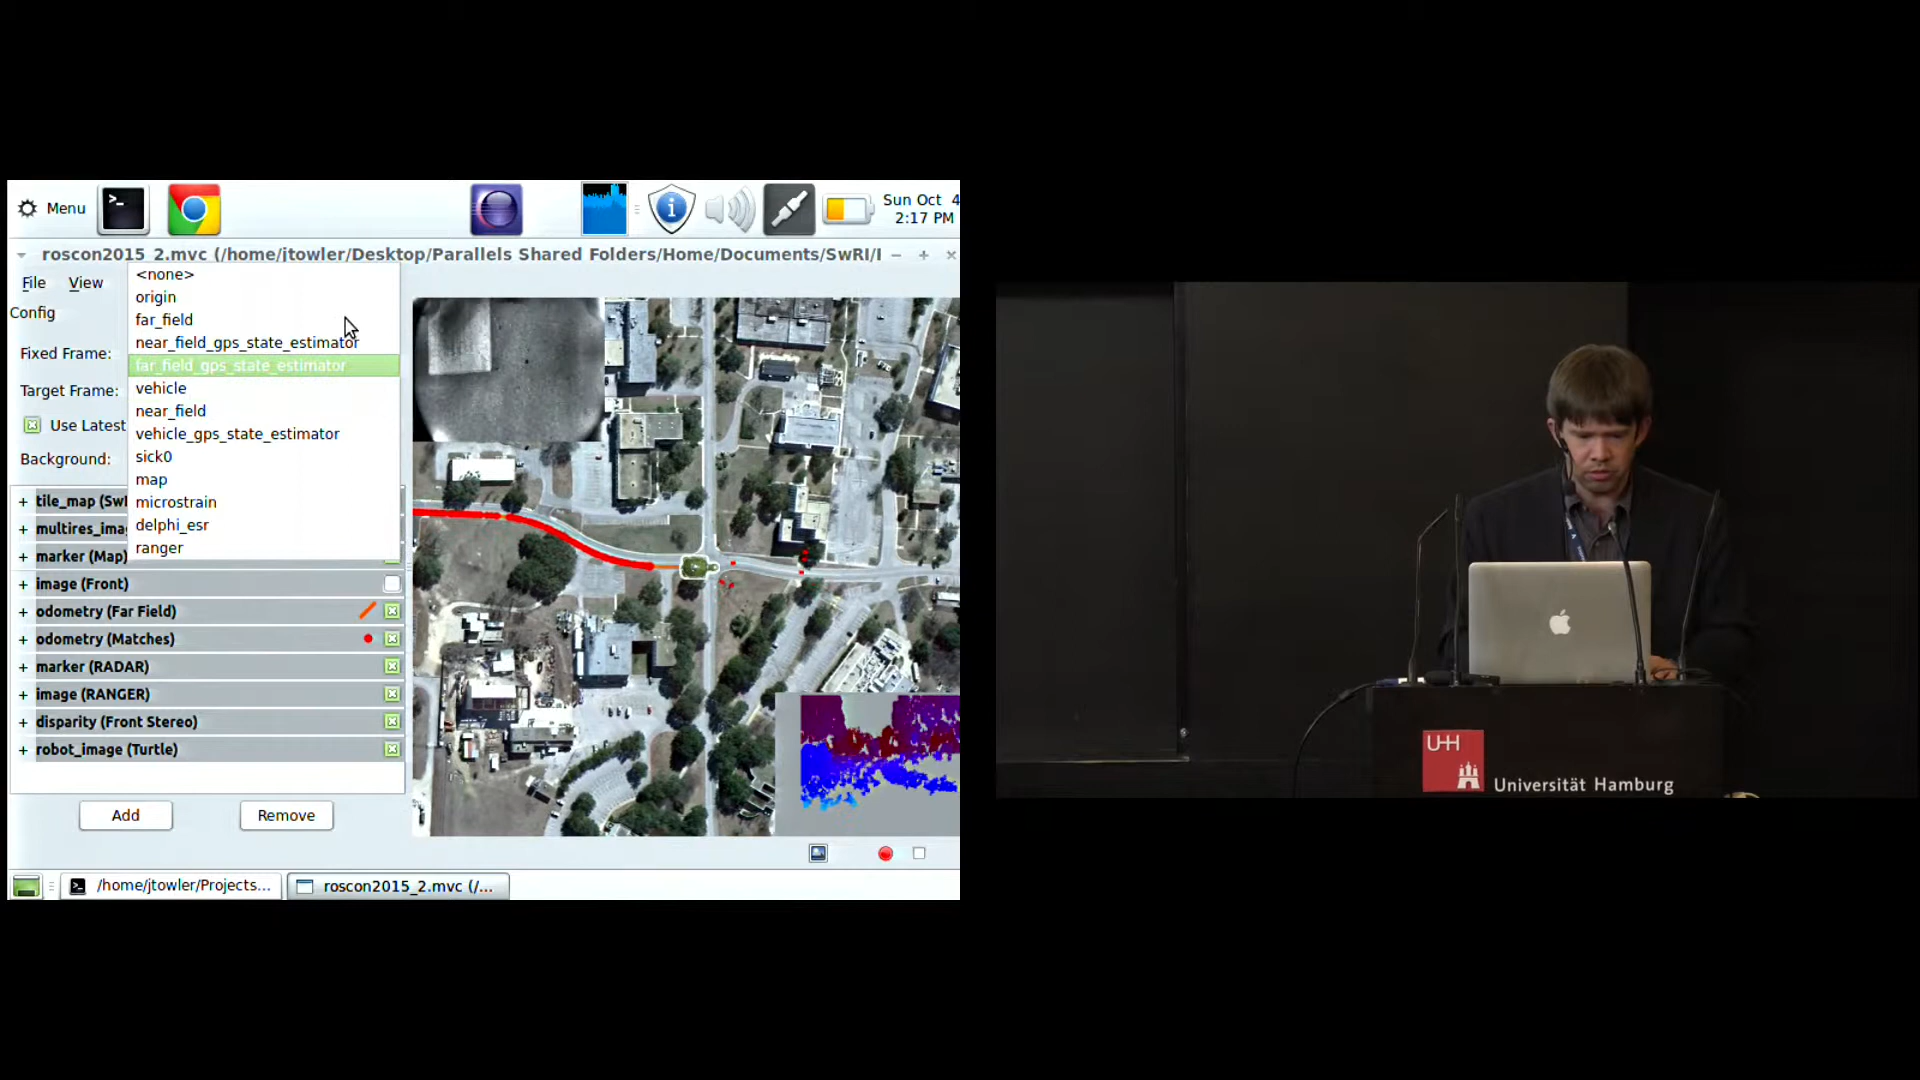 Menu
Sun Oct 4
2:17 PM
roscon2015_2.mvc (/home/jtowler/Desktop/Parallels Shared Folders/Home/Documents/SwRI/
File View
Config
Fixed Frame:
Target Frame:
Use Latest
Background:
<none>
origin
far_field
near_field_gps_state_estimator
far_field_gps_state_estimator
vehicle
near_field
vehicle_gps_state_estimator
sick0
map
microstrain
delphi_esr
ranger
+ tile_map (SwRI
+ multires_imag
+ marker (Map)
+ image (Front)
+ odometry (Far Field)
+ odometry (Matches)
+ marker (RADAR)
+ image (RANGER)
+ disparity (Front Stereo)
+ robot_image (Turtle)
Add Remove
/home/jtowler/Projects...
roscon2015_2.mvc (/...
UHH
Universität Hamburg